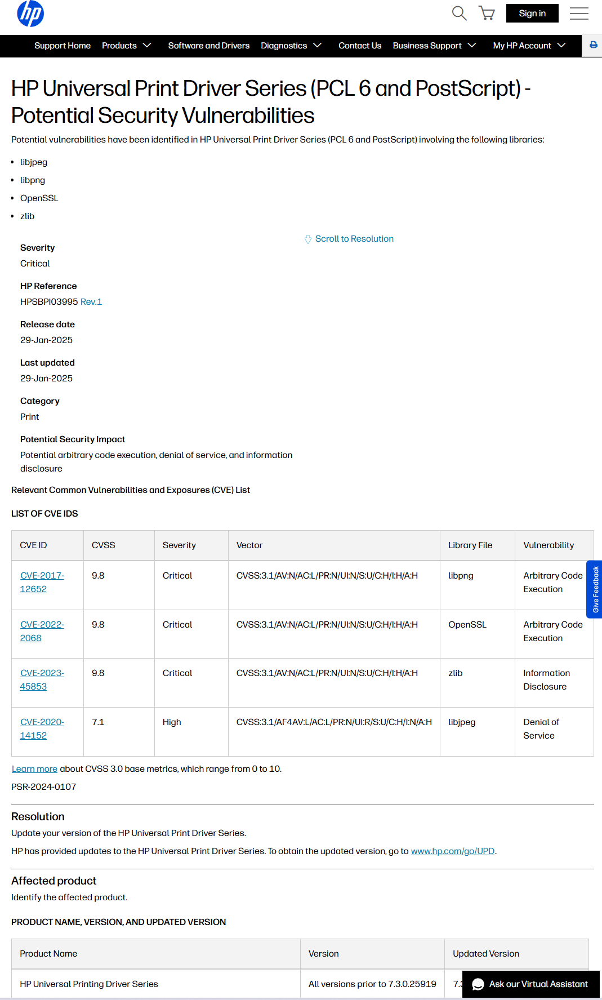 hp
Sign in
Support Home Products Software and Drivers Diagnostics Contact Us Business Support My HP Account
HP Universal Print Driver Series (PCL 6 and PostScript) -
Potential Security Vulnerabilities
Potential vulnerabilities have been identified in HP Universal Print Driver Series (PCL 6 and PostScript) involving the following libraries:
• libjpeg
• libpng
• OpenSSL
• zlib
Scroll to Resolution
Severity
Critical
HP Reference
HPSBPI03995 Rev.1
Release date
29-Jan-2025
Last updated
29-Jan-2025
Category
Print
Potential Security Impact
Potential arbitrary code execution, denial of service, and information
disclosure
Relevant Common Vulnerabilities and Exposures (CVE) List
LIST OF CVE IDS
CVE ID CVSS Severity Vector Library File Vulnerability
CVE-2017- 9.8 Critical CVSS:3.1/AV:N/AC:L/PR:N/UI:N/S:U/C:H/I:H/A:H libpng Arbitrary Code
12652 Execution
Give Feedback
CVE-2022- 9.8 Critical CVSS:3.1/AV:N/AC:L/PR:N/UI:N/S:U/C:H/I:H/A:H OpenSSL Arbitrary Code
2068 Execution
CVE-2023- 9.8 Critical CVSS:3.1/AV:N/AC:L/PR:N/UI:N/S:U/C:H/I:H/A:H zlib Information
45853 Disclosure
CVE-2020- 7.1 High CVSS:3.1/AF4AV:L/AC:L/PR:N/UI:R/S:U/C:H/I:N/A:H libjpeg Denial of
14152 Service
Learn more about CVSS 3.0 base metrics, which range from 0 to 10.
PSR-2024-0107
Resolution
Update your version of the HP Universal Print Driver Series.
HP has provided updates to the HP Universal Print Driver Series. To obtain the updated version, go to www.hp.com/go/UPD.
Affected product
Identify the affected product.
PRODUCT NAME, VERSION, AND UPDATED VERSION
Product Name Version Updated Version
HP Universal Printing Driver Series All versions prior to 7.3.0.25919
Ask our Virtual Assistant